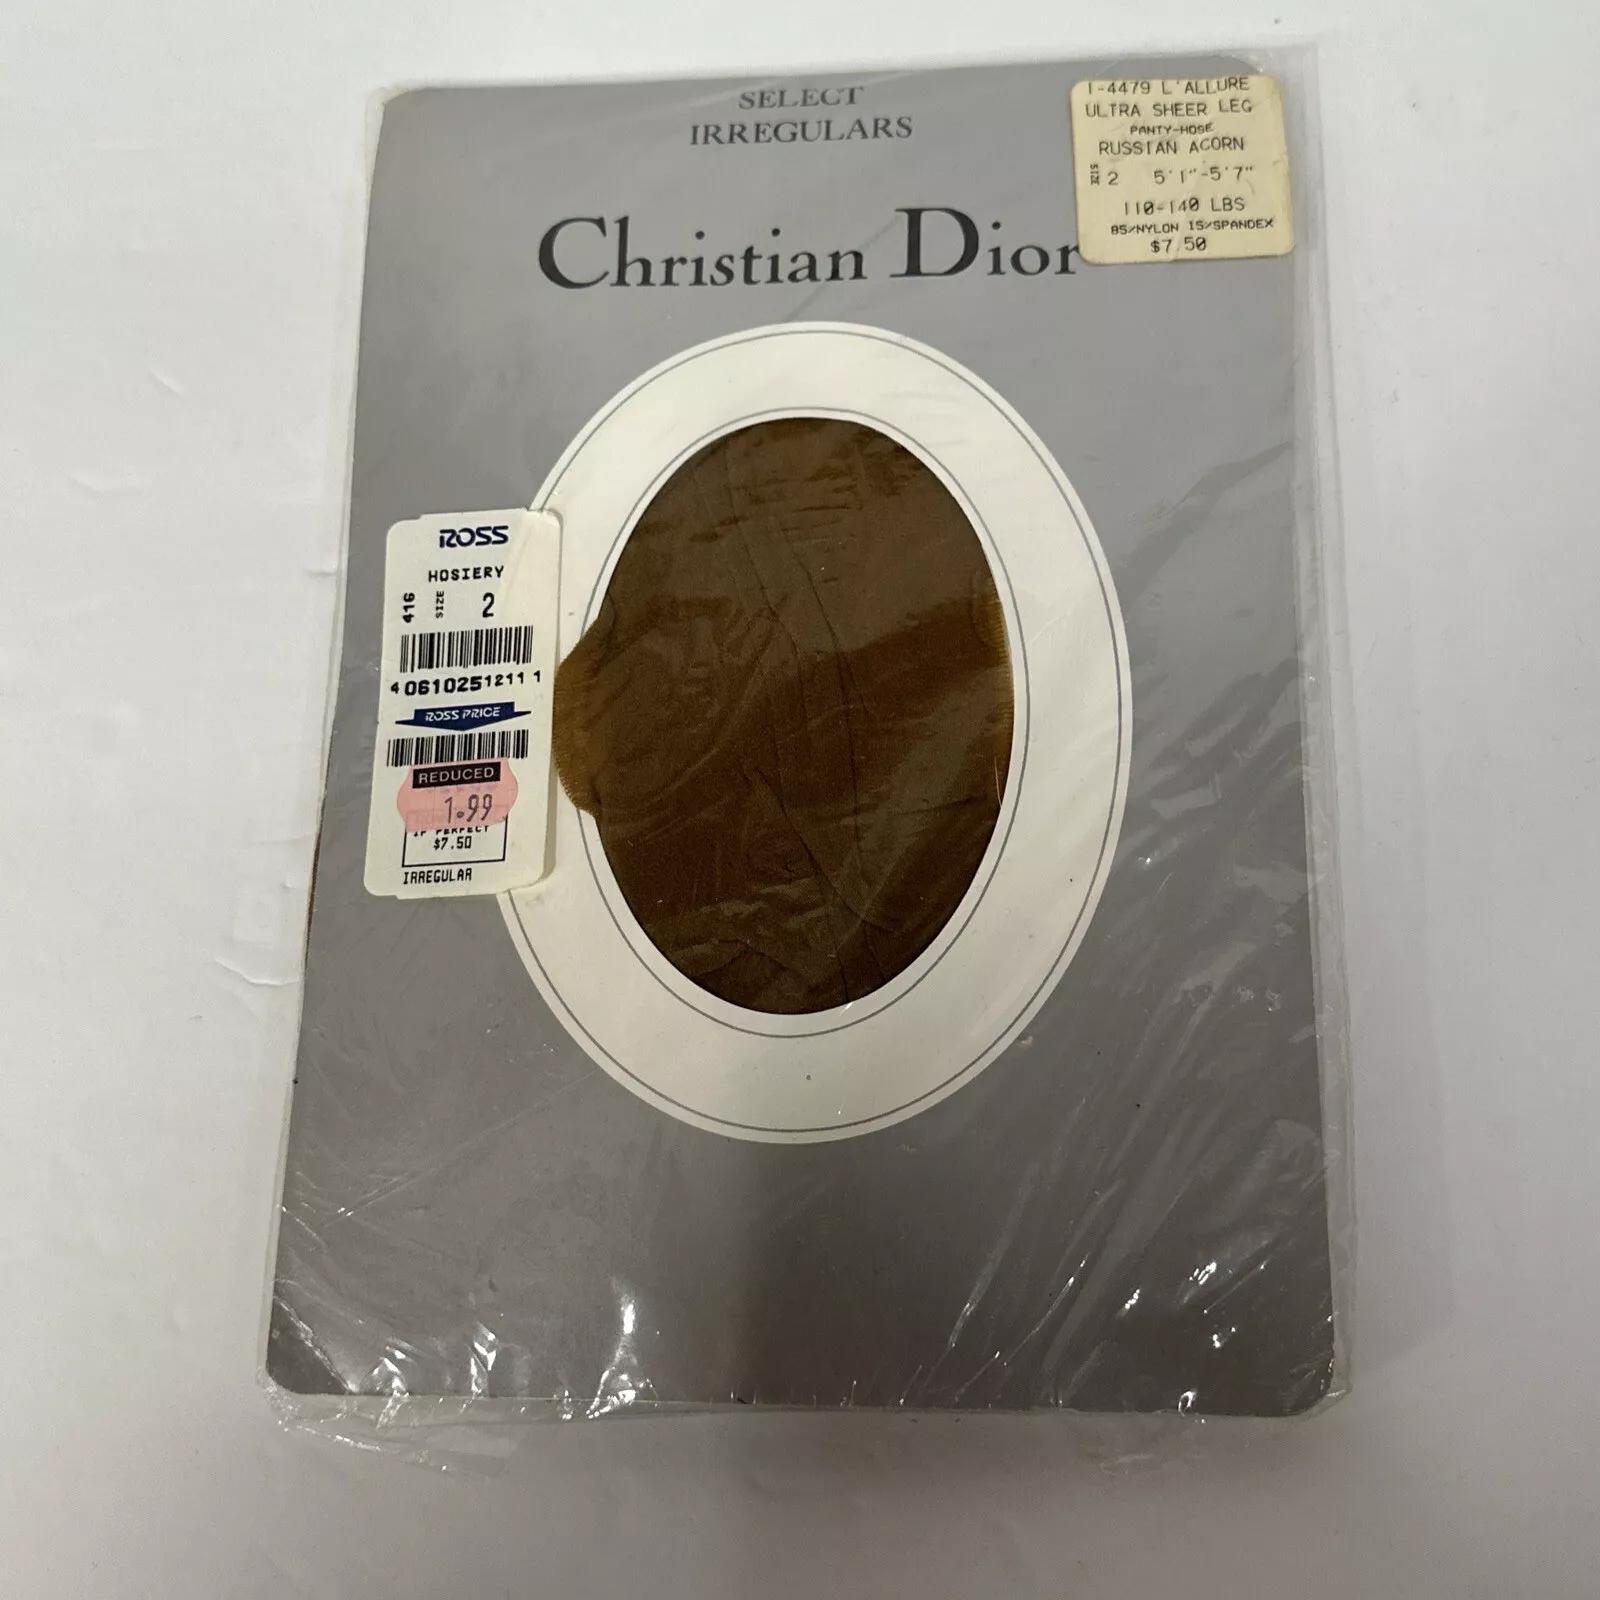 SELECT
IRREGULARS
Christian Dior
1-4479 L'ALLURE
ULTRA SHEER LEG
PANTY-HOSE
RUSSIAN ACORN
SIZE 2 5'1"-5'7"
110-140 LBS
85%NYLON 15%SPANDEX
$7.50
ROSS
HOSIERY
416 SIZE 2
4 06102512111 1
ROSS PRICE
REDUCED
1.99
IF PERFECT
$7.50
IRREGULAR